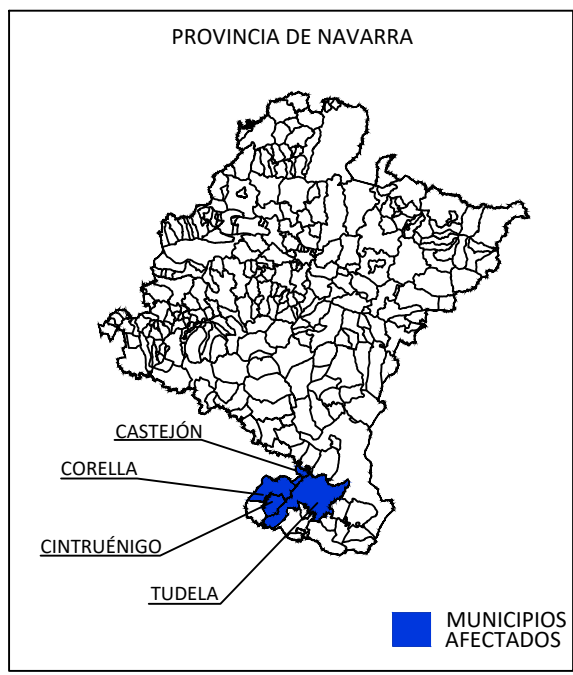 PROVINCIA DE NAVARRA
CASTEJÓN
CORELLA
CINTRUÉNIGO
TUDELA
MUNICIPIOS
AFECTADOS